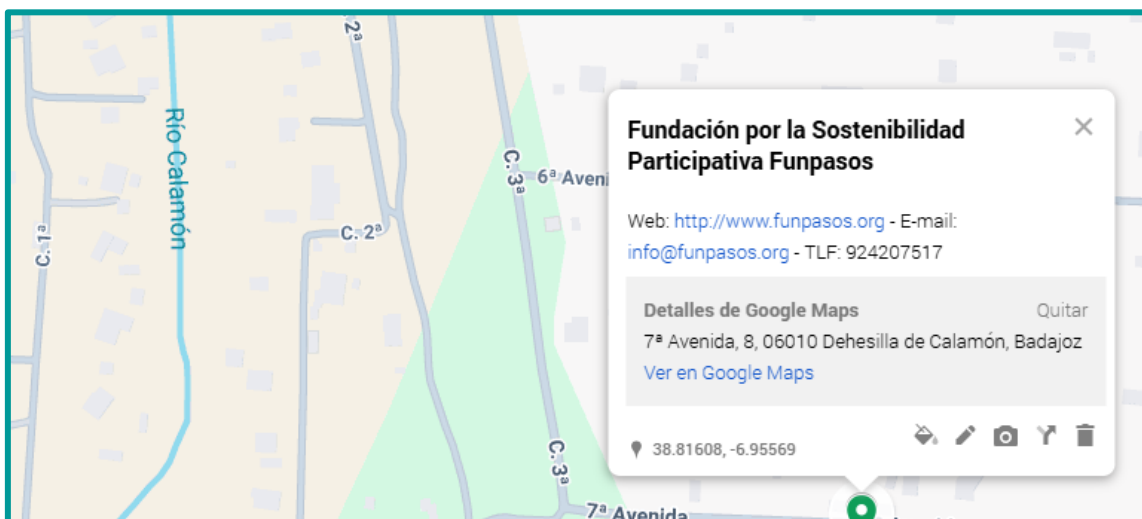 2ª
Río Calamón
C. 1ª
C. 2ª
C. 3ª
6ª Aveni
Fundación por la Sostenibilidad
Participativa Funpasos
Web: http://www.funpasos.org - E-mail:
info@funpasos.org - TLF: 924207517
Detalles de Google Maps
Quitar
7ª Avenida, 8, 06010 Dehesilla de Calamón, Badajoz
Ver en Google Maps
38.81608, -6.95569
C. 3ª
7ª Avenida